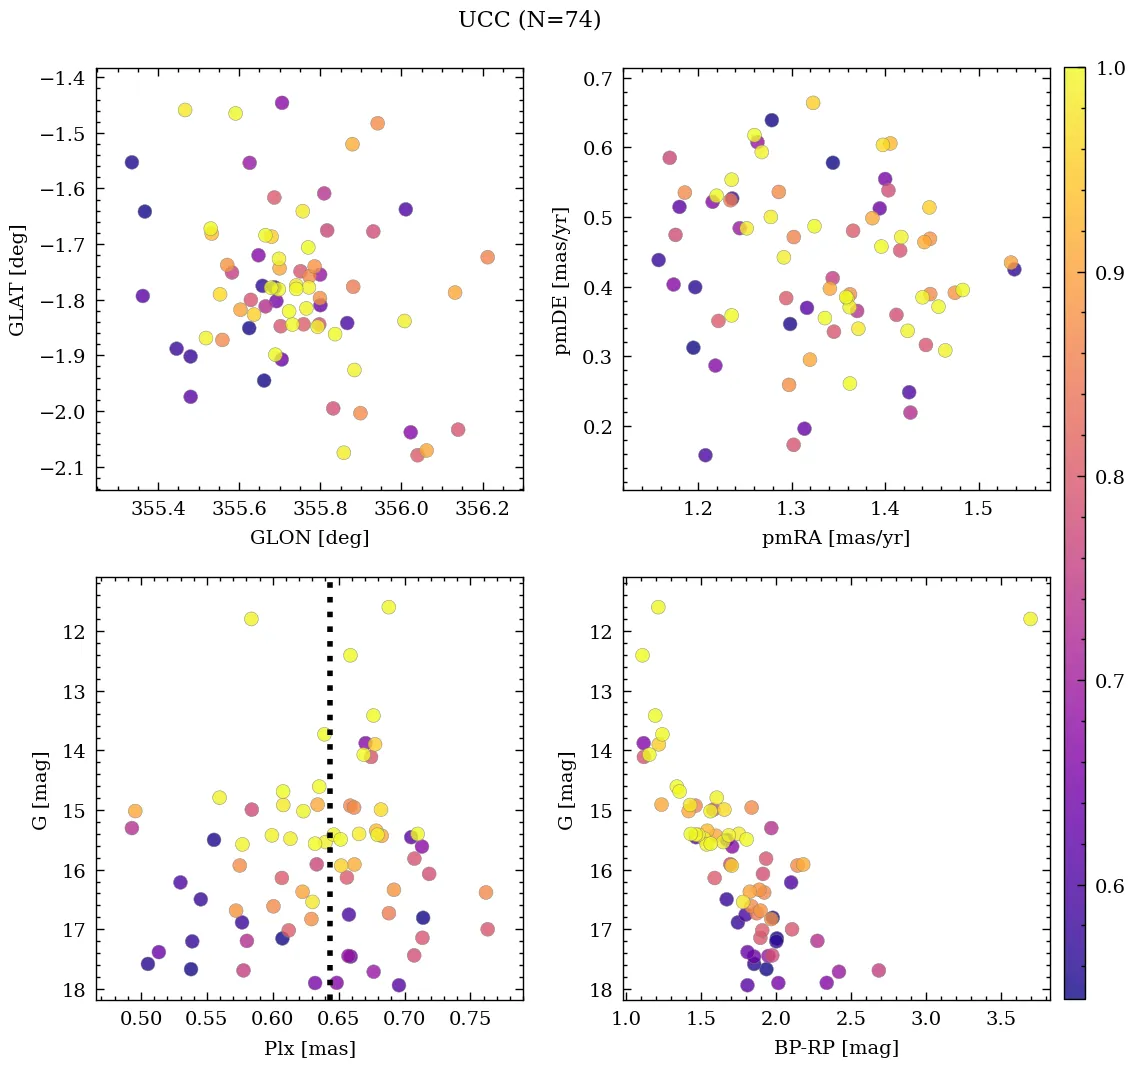 UCC (N=74)
−1.4
−1.5
−1.6
−1.7
−1.8
−1.9
−2.0
−2.1
GLAT [deg]
355.4 355.6 355.8 356.0 356.2
GLON [deg]
0.7
0.6
0.5
0.4
0.3
0.2
pmDE [mas/yr]
1.2 1.3 1.4 1.5
pmRA [mas/yr]
12
13
14
15
16
17
18
G [mag]
0.50 0.55 0.60 0.65 0.70 0.75
Plx [mas]
12
13
14
15
16
17
18
G [mag]
1.0 1.5 2.0 2.5 3.0 3.5
BP-RP [mag]
1.0
0.9
0.8
0.7
0.6